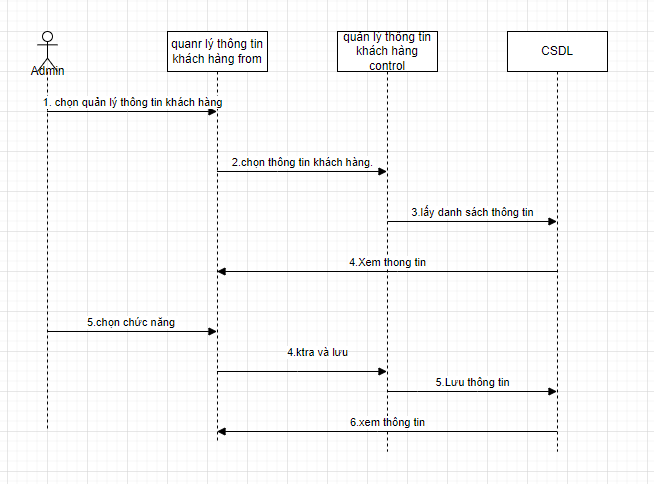 Admin
quanr lý thông tin
khách hàng from
quản lý thông tin
khách hàng
control
CSDL
1. chọn quản lý thông tin khách hàng
2.chọn thông tin khách hàng.
3.lấy danh sách thông tin
4.Xem thong tin
5.chọn chức năng
4.ktra và lưu
5.Lưu thông tin
6.xem thông tin